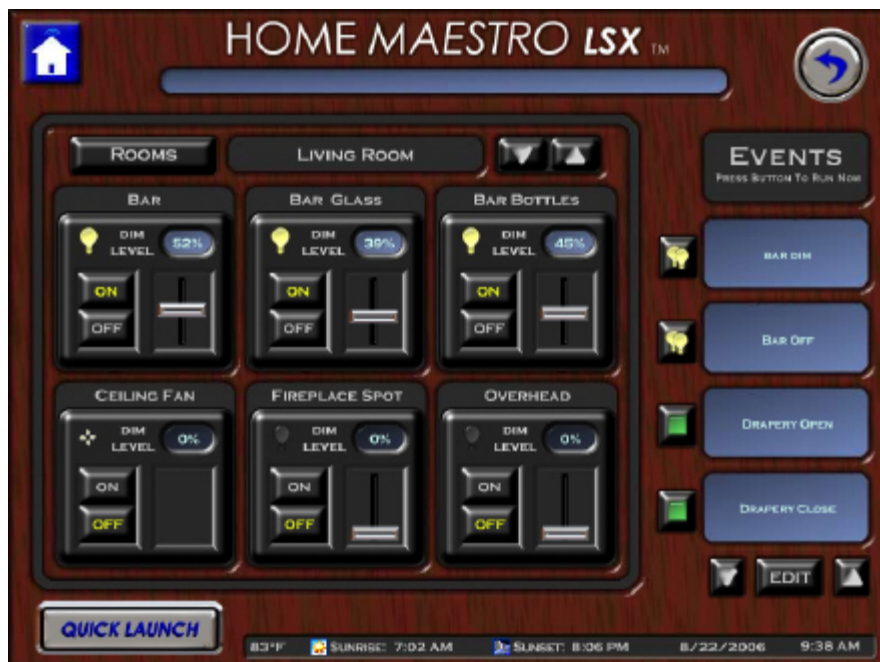 HOME MAESTRO LSX TM
ROOMS
LIVING ROOM
EVENTS
PRESS BUTTON TO RUN NOW
BAR
BAR GLASS
BAR BOTTLES
DIM LEVEL 52%
DIM LEVEL 39%
DIM LEVEL 45%
ON
ON
ON
OFF
OFF
OFF
BAR DIM
BAR OFF
CEILING FAN
FIREPLACE SPOT
OVERHEAD
DIM LEVEL 0%
DIM LEVEL 0%
DIM LEVEL 0%
ON
ON
ON
OFF
OFF
OFF
DRAPERY OPEN
DRAPERY CLOSE
EDIT
QUICK LAUNCH
83°F SUNRISE: 7:02 AM SUNSET: 8:06 PM 8/22/2006 9:38 AM